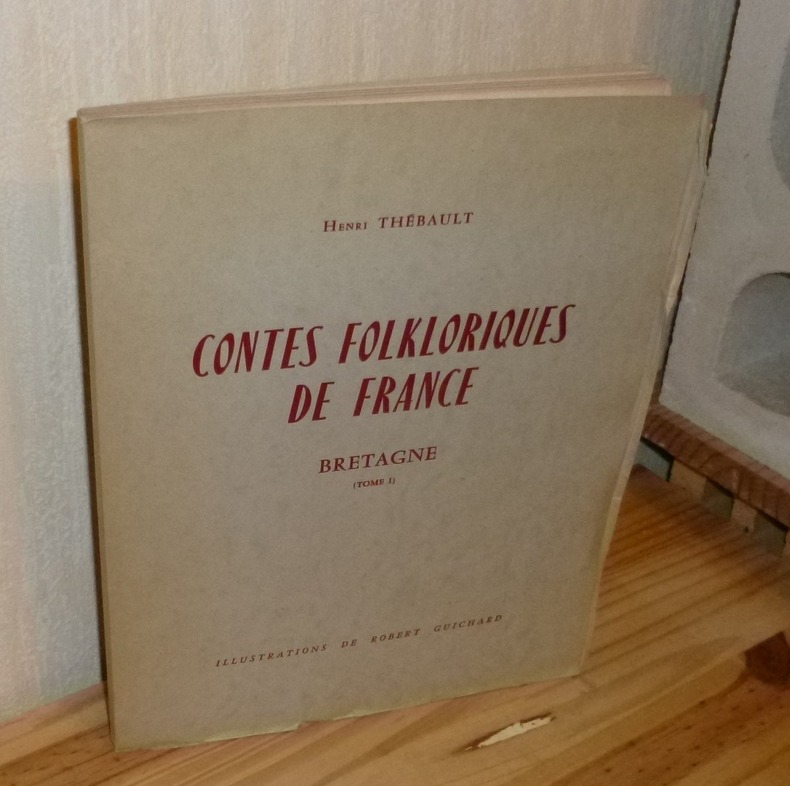 Henri THÉBAULT
CONTES FOLKLORIQUES
DE FRANCE
BRETAGNE
(TOME I)
ILLUSTRATIONS DE ROBERT GUICHARD